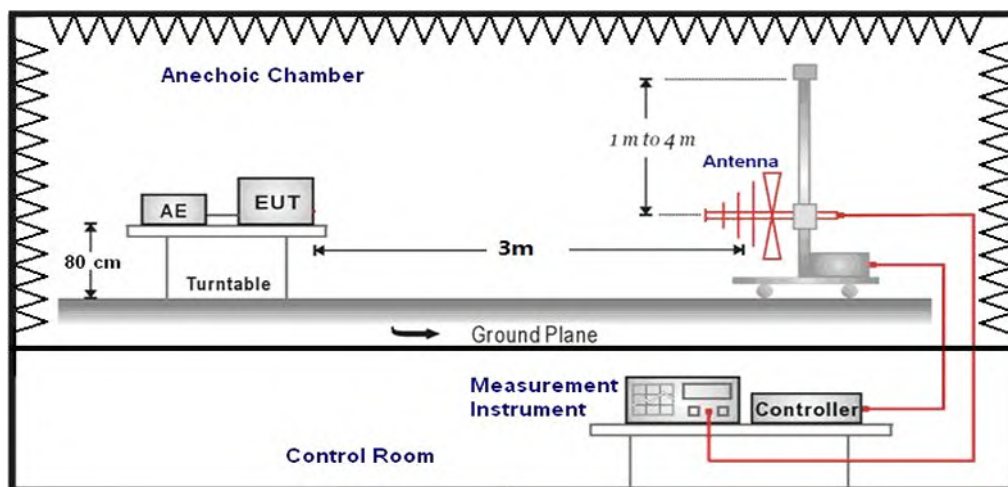 Anechoic Chamber
1 m to 4 m
Antenna
AE
EUT
80 cm
3m
Turntable
Ground Plane
Measurement
Instrument
Controller
Control Room